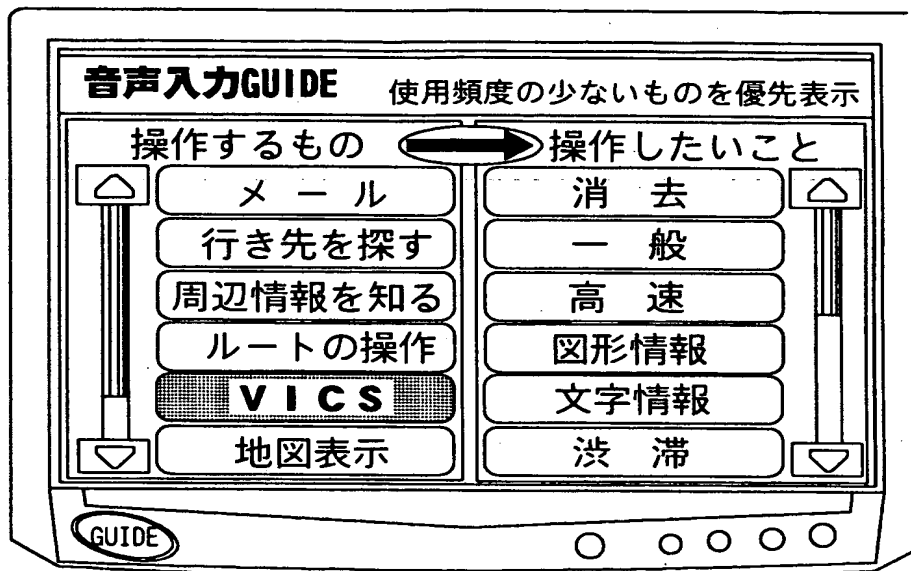 音声入力GUIDE
使用頻度の少ないものを優先表示
操作するもの
操作したいこと
メール
行き先を探す
周辺情報を知る
ルートの操作
VICS
地図表示
消去
一般
高速
図形情報
文字情報
渋滞
GUIDE